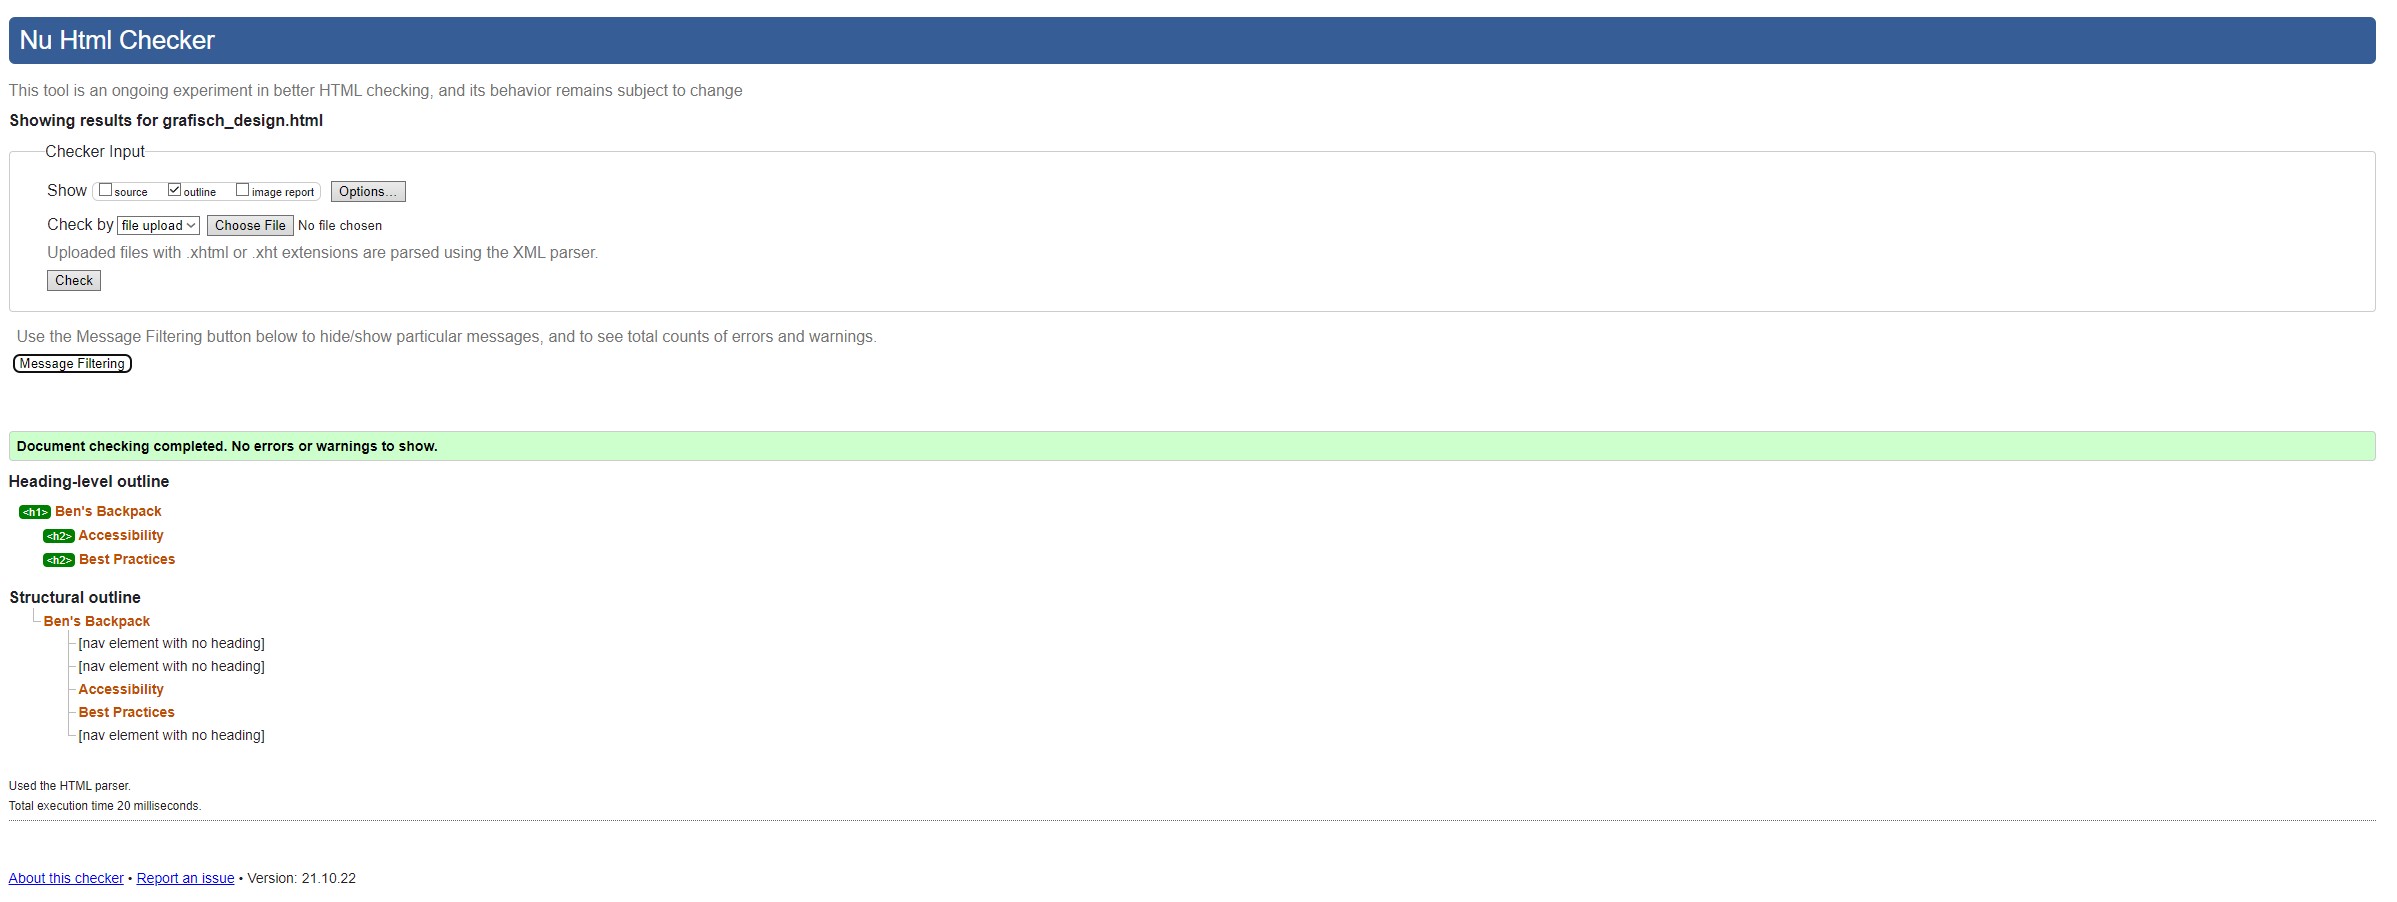 Nu Html Checker
This tool is an ongoing experiment in better HTML checking, and its behavior remains subject to change
Showing results for grafisch_design.html
Checker Input
Show source outline image report Options...
Check by file upload Choose File No file chosen
Uploaded files with .xhtml or .xht extensions are parsed using the XML parser.
Check
Use the Message Filtering button below to hide/show particular messages, and to see total counts of errors and warnings.
Message Filtering
Document checking completed. No errors or warnings to show.
Heading-level outline
<h1> Ben's Backpack
<h2> Accessibility
<h2> Best Practices
Structural outline
Ben's Backpack
[nav element with no heading]
[nav element with no heading]
Accessibility
Best Practices
[nav element with no heading]
Used the HTML parser.
Total execution time 20 milliseconds.
About this checker • Report an issue • Version: 21.10.22